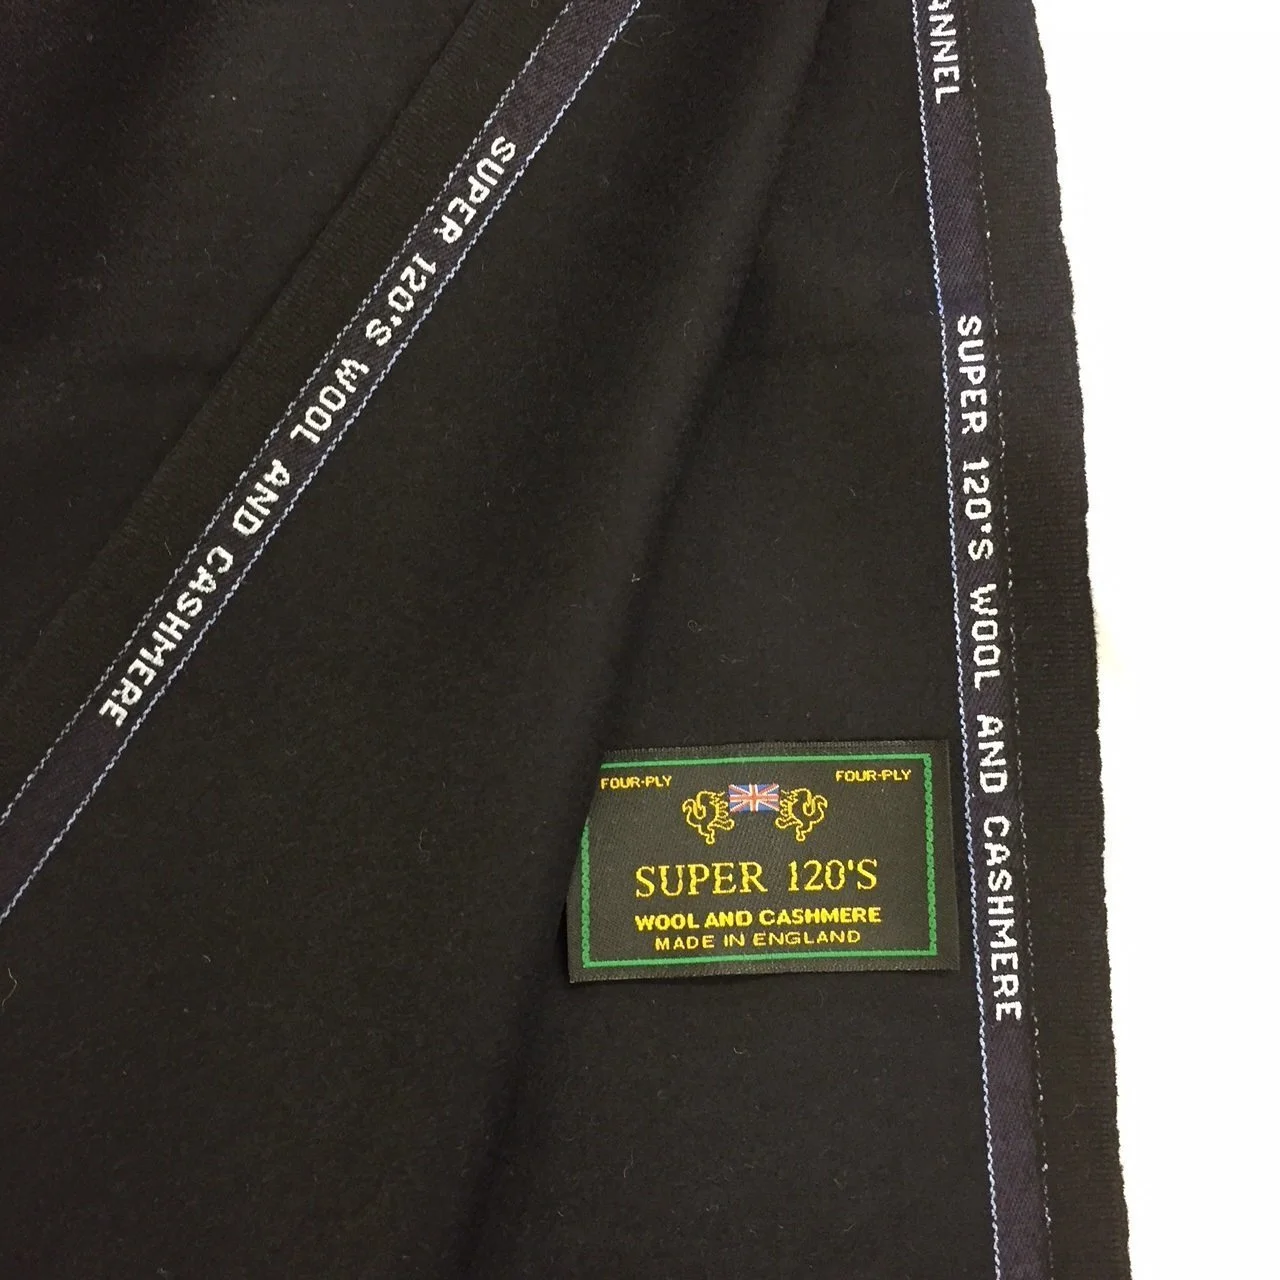 SUPER 120'S WOOL AND CASHMERE
SUPER 120'S WOOL AND CASHMERE
FOUR-PLY FOUR-PLY
SUPER 120'S
WOOL AND CASHMERE
MADE IN ENGLAND